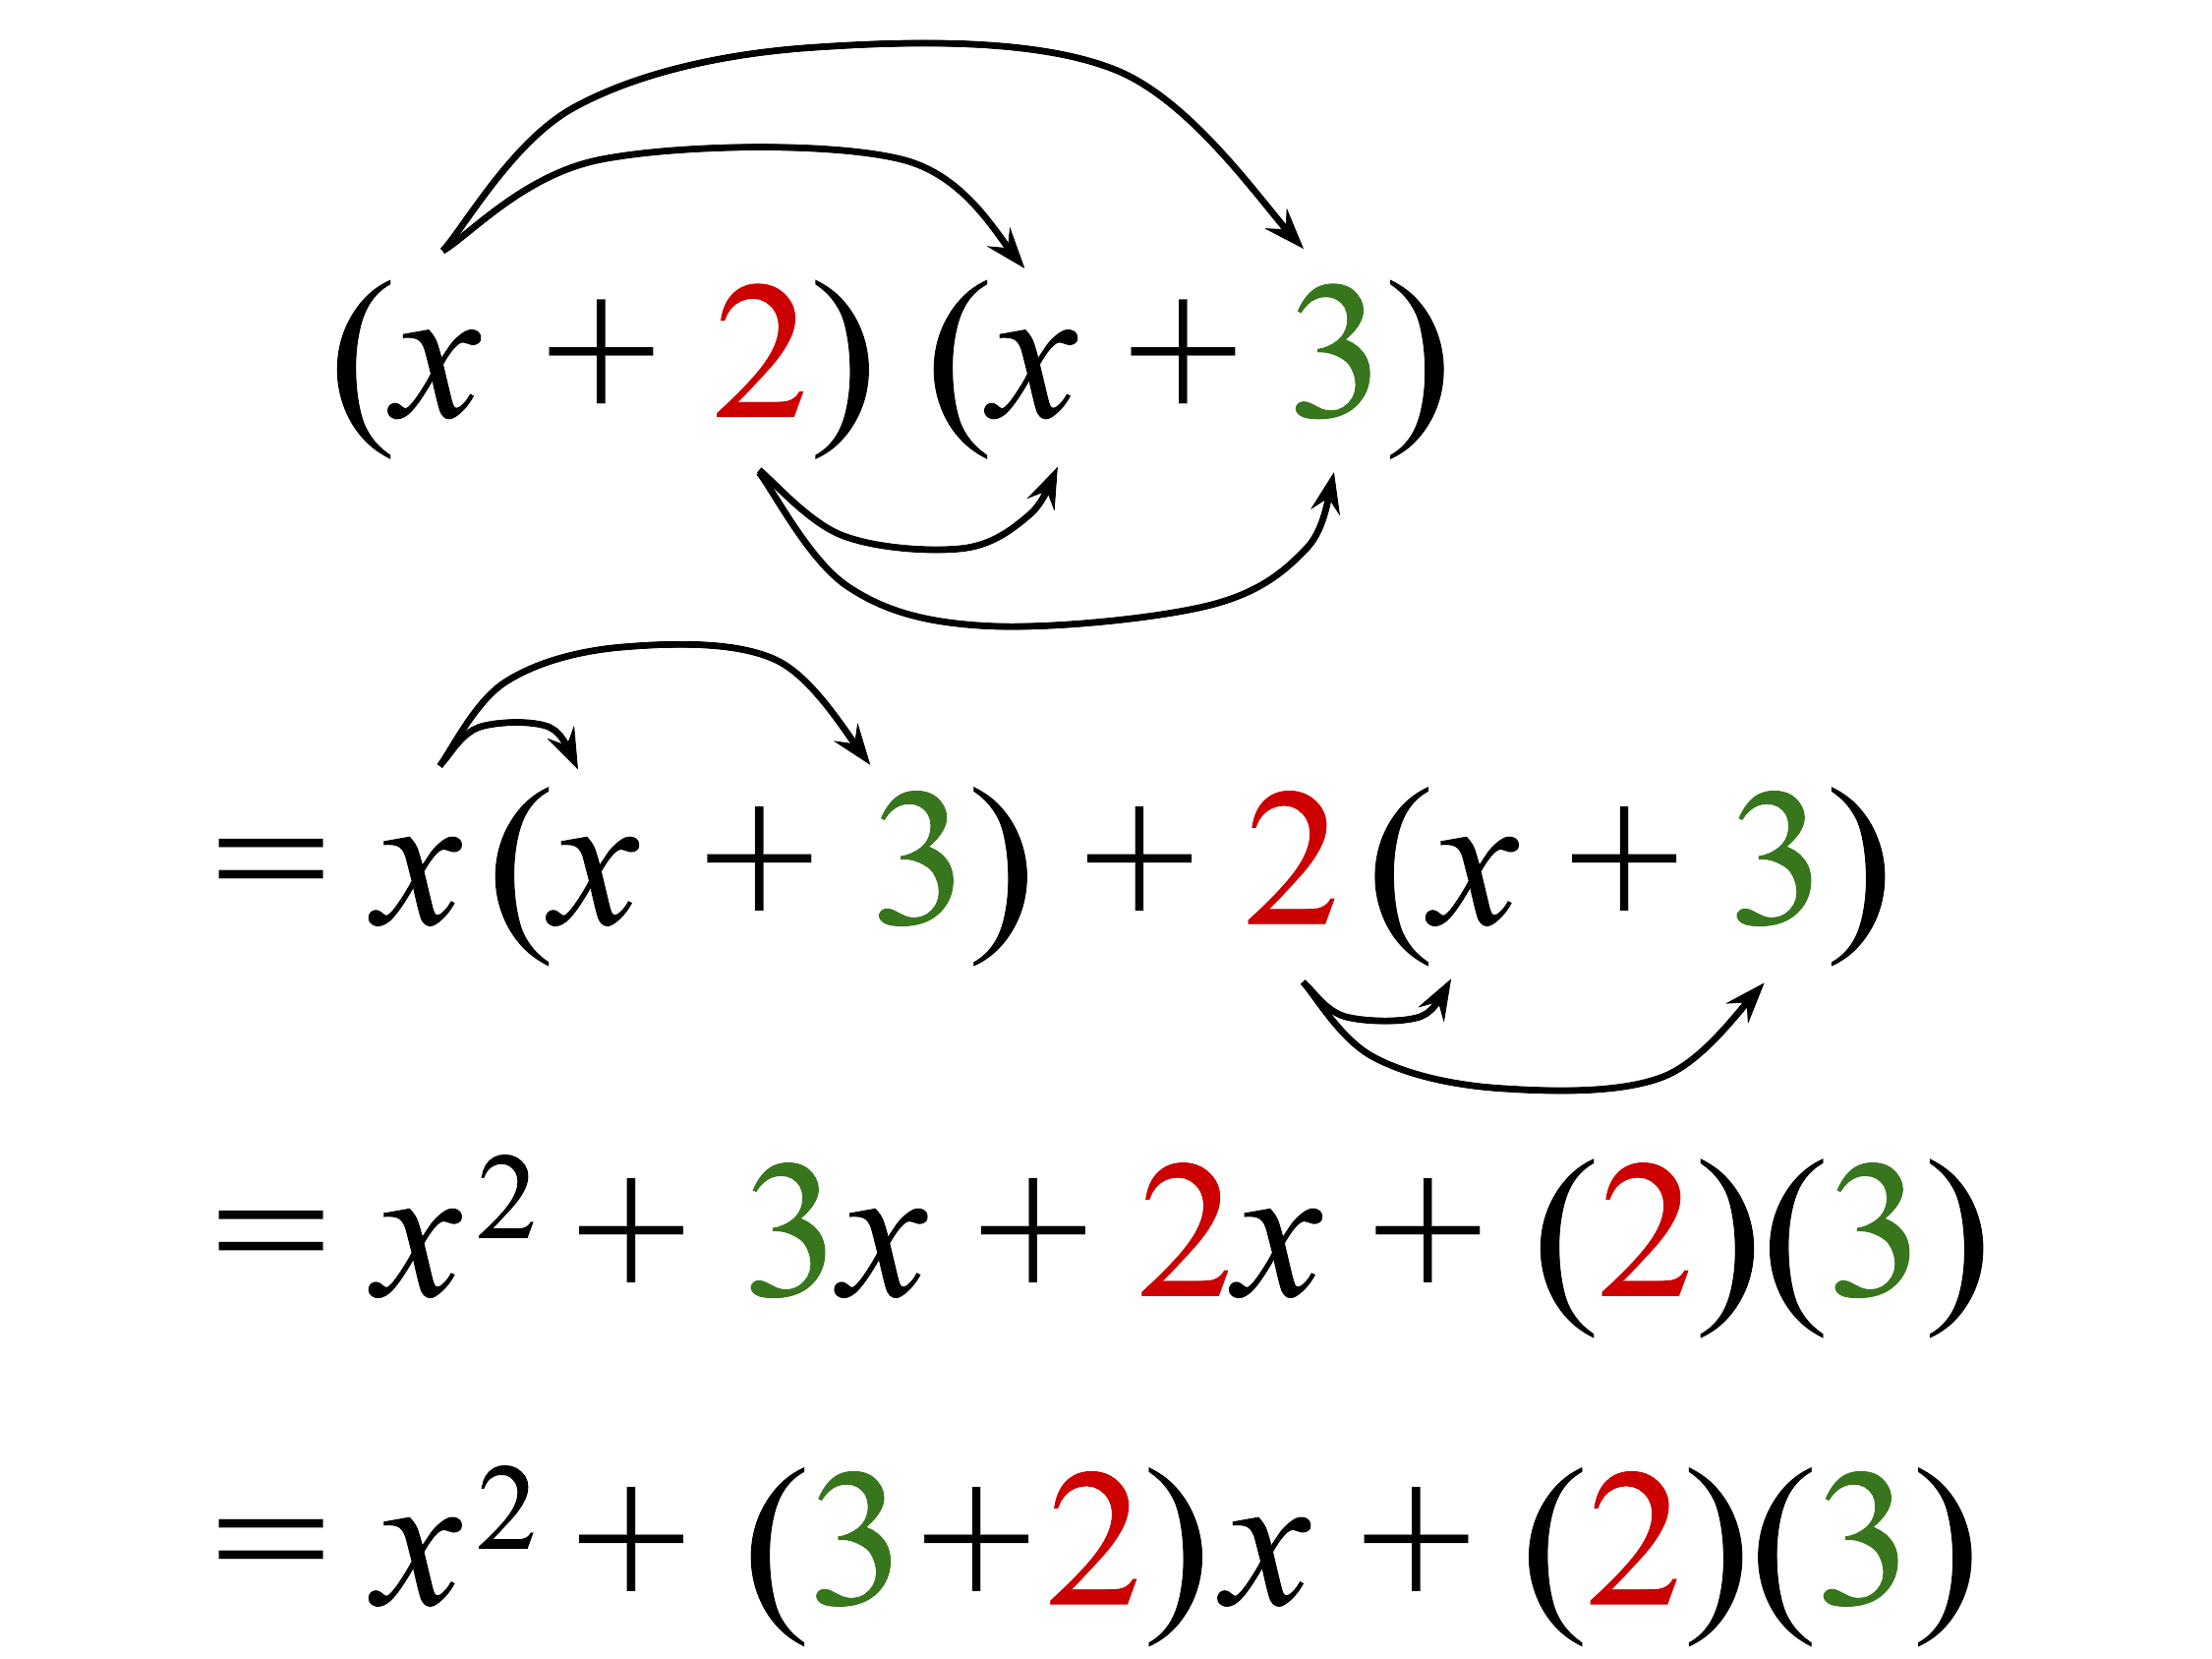 (x + 2) (x + 3)
= x (x + 3) + 2 (x + 3)
= x² + 3x + 2x + (2)(3)
= x² + (3+2)x + (2)(3)